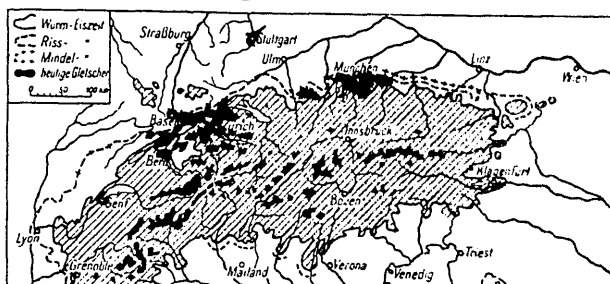 Würm-Eiszeit
Riss- "
Mindel- "
heutige Gletscher
0 50 100 km
Straßburg
Stuttgart
Ulm
München
Linz
Wien
Basel
Zürich
Bern
Innsbruck
Klagenfurt
Genf
Bozen
Lyon
Grenoble
Mailand
Verona
Venedig
Triest